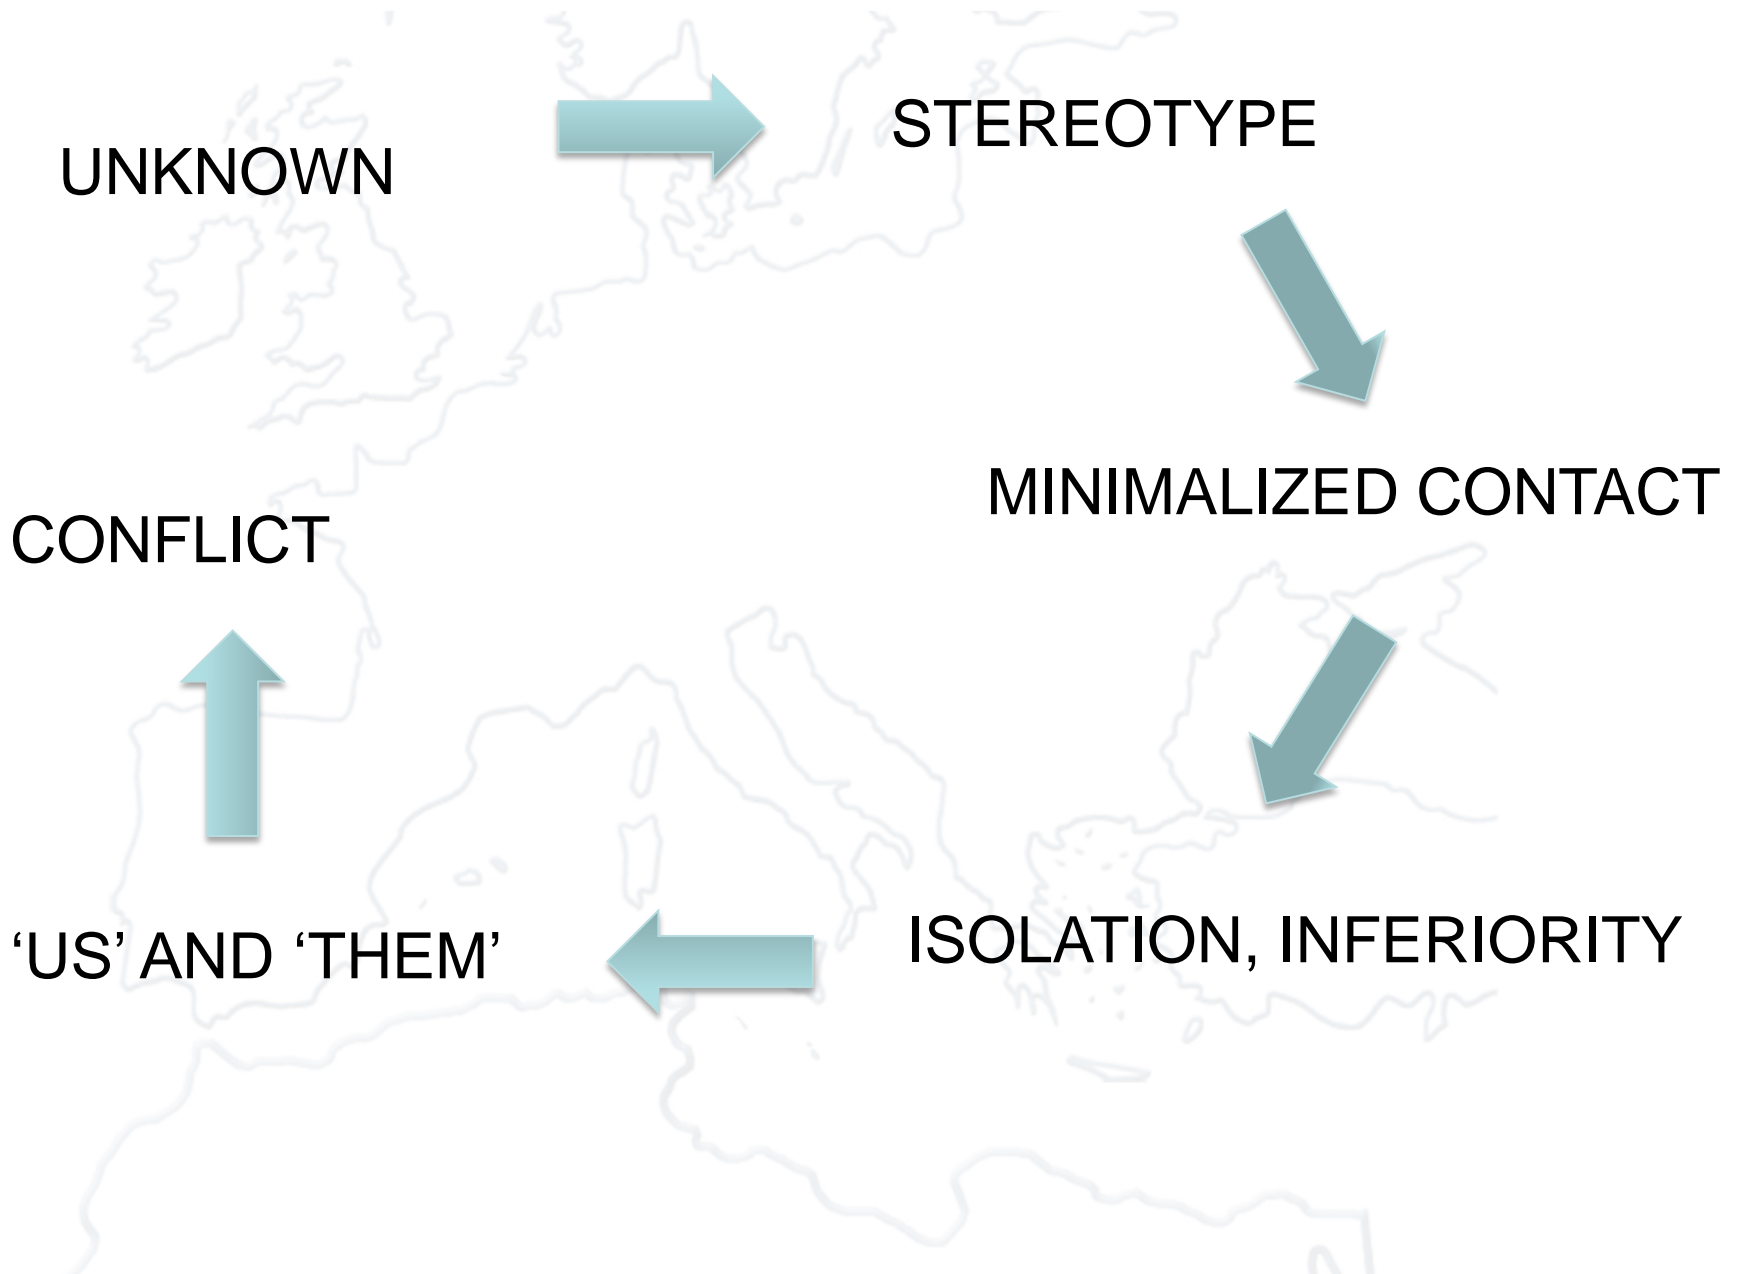 UNKNOWN
STEREOTYPE
MINIMALIZED CONTACT
ISOLATION, INFERIORITY
‘US’ AND ‘THEM’
CONFLICT